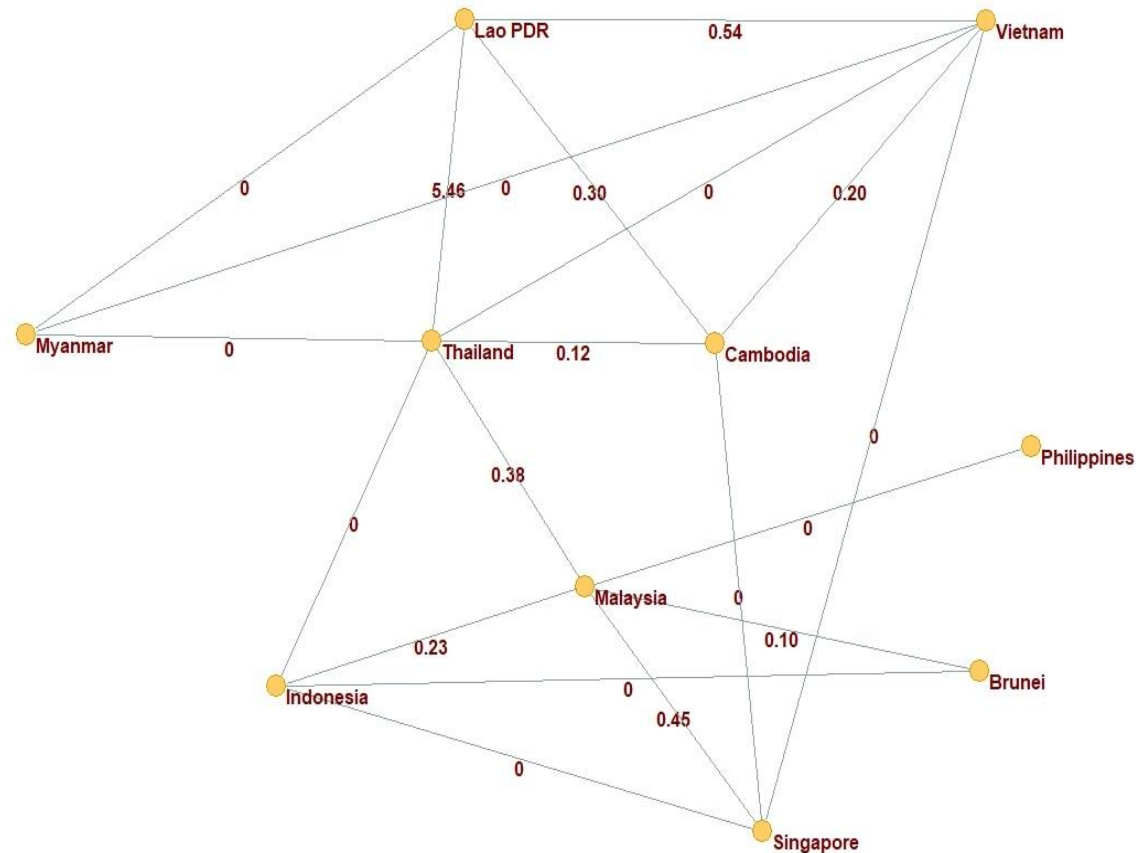 Lao PDR
0.54
Vietnam
0
5.46
0
0.30
0
0.20
Myanmar
0
Thailand
0.12
Cambodia
0
Philippines
0.38
0
0
Malaysia
0
0.23
0.10
Indonesia
0
Brunei
0.45
0
Singapore